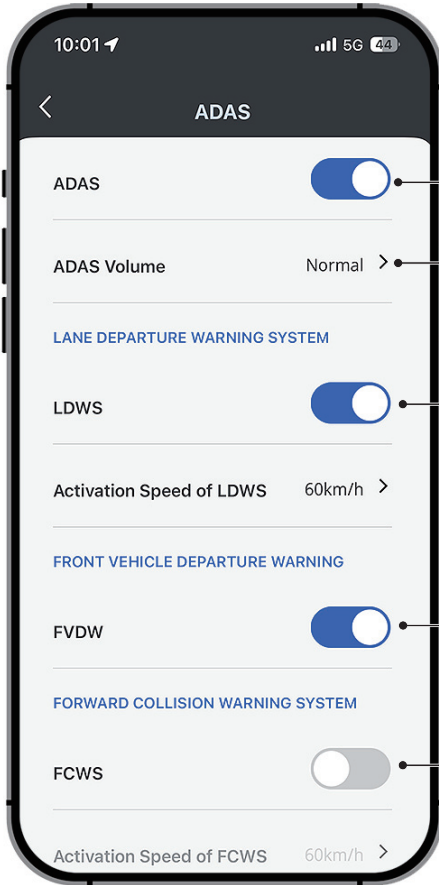 10:01 5G 44
ADAS
ADAS
ADAS Volume Normal
LANE DEPARTURE WARNING SYSTEM
LDWS
Activation Speed of LDWS 60km/h
FRONT VEHICLE DEPARTURE WARNING
FVDW
FORWARD COLLISION WARNING SYSTEM
FCWS
Activation Speed of FCWS 60km/h